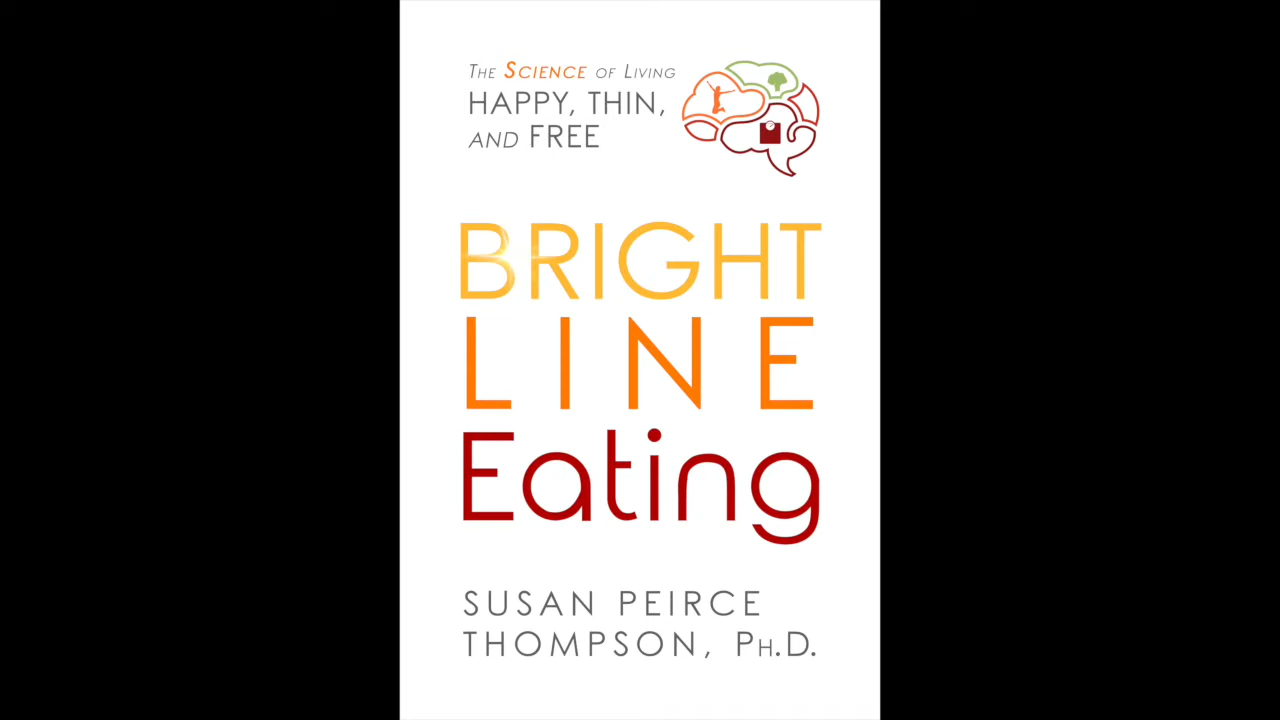 The Science of Living
HAPPY, THIN,
AND FREE
BRIGHT
LINE
Eating
SUSAN PEIRCE
THOMPSON, Ph.D.